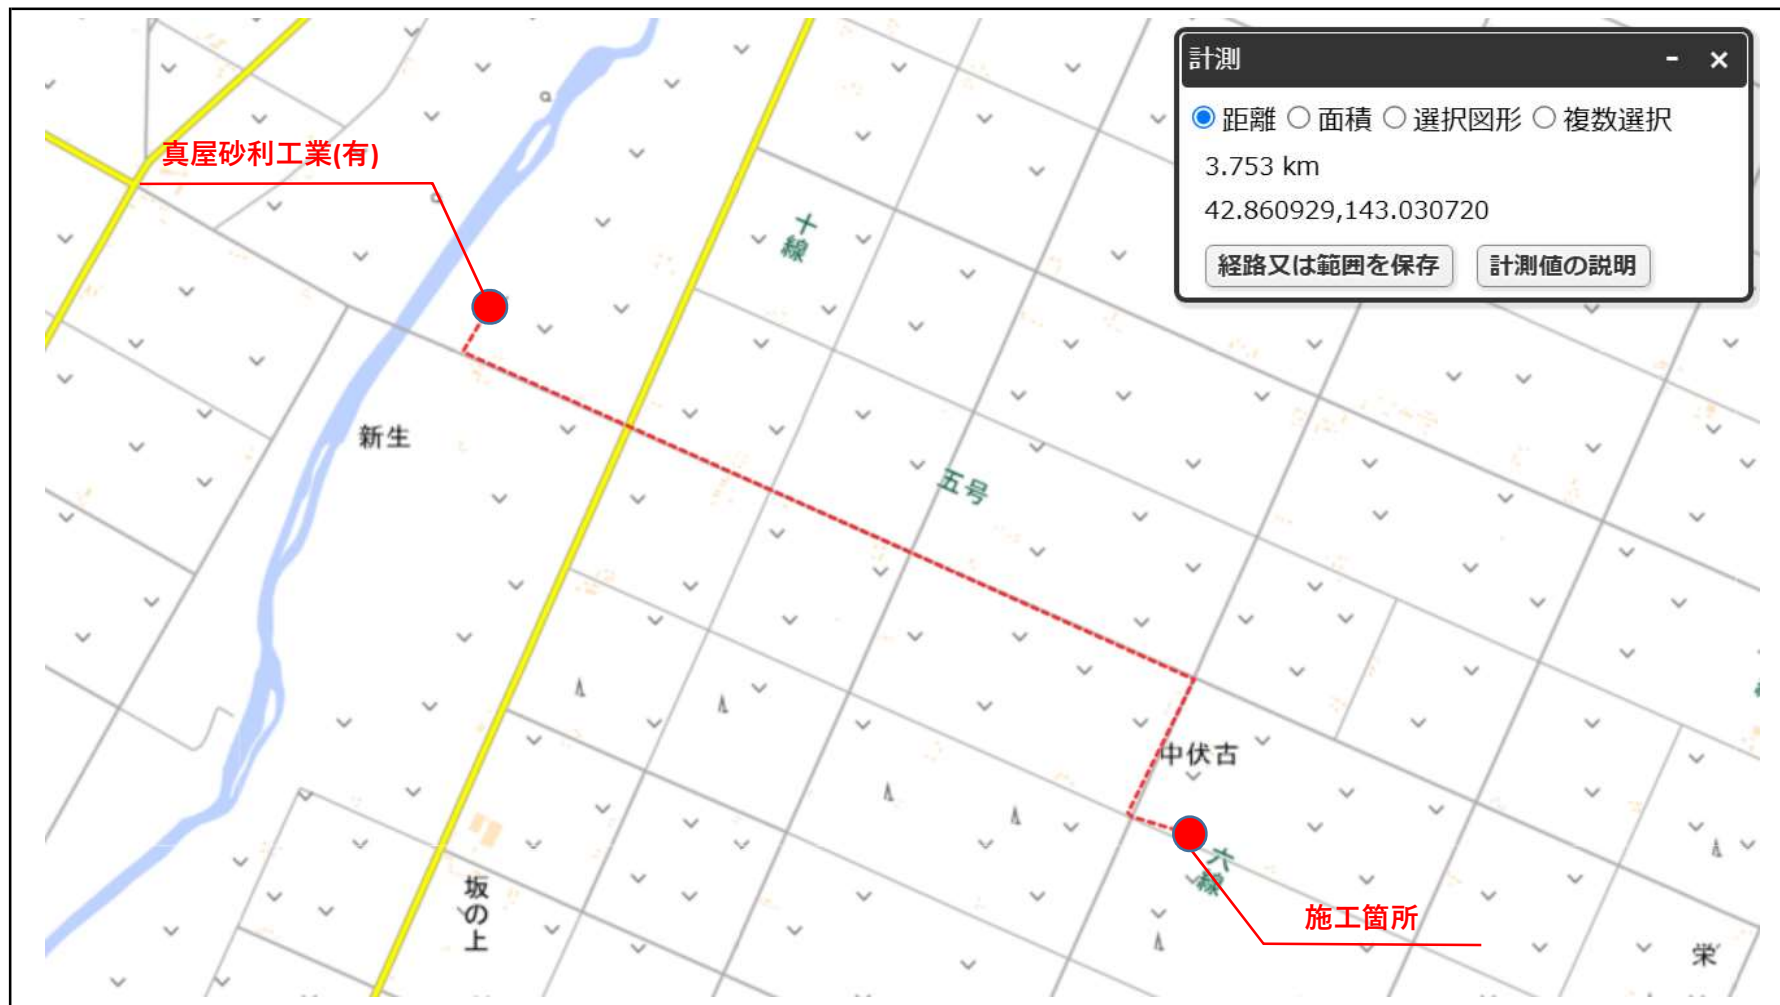 計測
距離 面積 選択図形 複数選択
3.753 km
42.860929,143.030720
経路又は範囲を保存 計測値の説明
真屋砂利工業(有)
十線
新生
五号
中伏古
六線
坂の上
施工箇所
栄